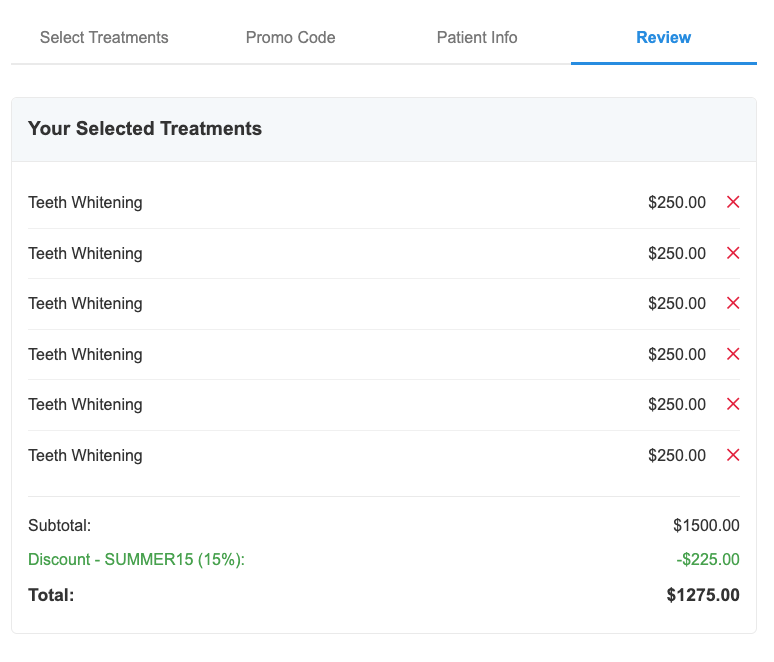 Select Treatments Promo Code Patient Info Review
Your Selected Treatments
Teeth Whitening $250.00
Teeth Whitening $250.00
Teeth Whitening $250.00
Teeth Whitening $250.00
Teeth Whitening $250.00
Teeth Whitening $250.00
Subtotal: $1500.00
Discount - SUMMER15 (15%): -$225.00
Total: $1275.00